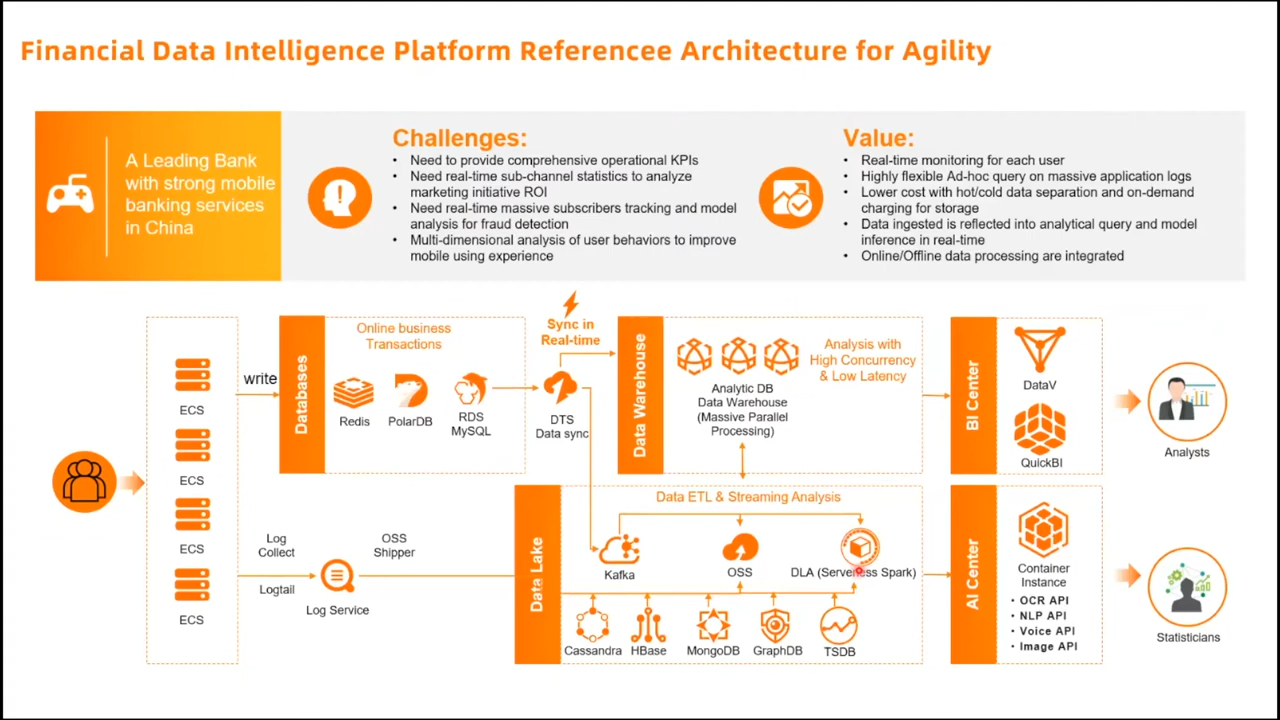 Financial Data Intelligence Platform Referencee Architecture for Agility
A Leading Bank
with strong mobile
banking services
in China
Challenges:
• Need to provide comprehensive operational KPIs
• Need real-time sub-channel statistics to analyze
marketing initiative ROI
• Need real-time massive subscribers tracking and model
analysis for fraud detection
• Multi-dimensional analysis of user behaviors to improve
mobile using experience
Value:
• Real-time monitoring for each user
• Highly flexible Ad-hoc query on massive application logs
• Lower cost with hot/cold data separation and on-demand
charging for storage
• Data ingested is reflected into analytical query and model
inference in real-time
• Online/Offline data processing are integrated
ECS
ECS
ECS
ECS
write
Databases
Online business
Transactions
Redis
PolarDB
RDS
MySQL
Sync in
Real-time
DTS
Data sync
Data Warehouse
Analytic DB
Data Warehouse
(Massive Parallel
Processing)
Analysis with
High Concurrency
& Low Latency
BI Center
DataV
QuickBI
Analysts
Log
Collect
Logtail
Log Service
OSS
Shipper
Data Lake
Data ETL & Streaming Analysis
Kafka
OSS
DLA (Serverless Spark)
Cassandra
HBase
MongoDB
GraphDB
TSDB
AI Center
Container
Instance
• OCR API
• NLP API
• Voice API
• Image API
Statisticians